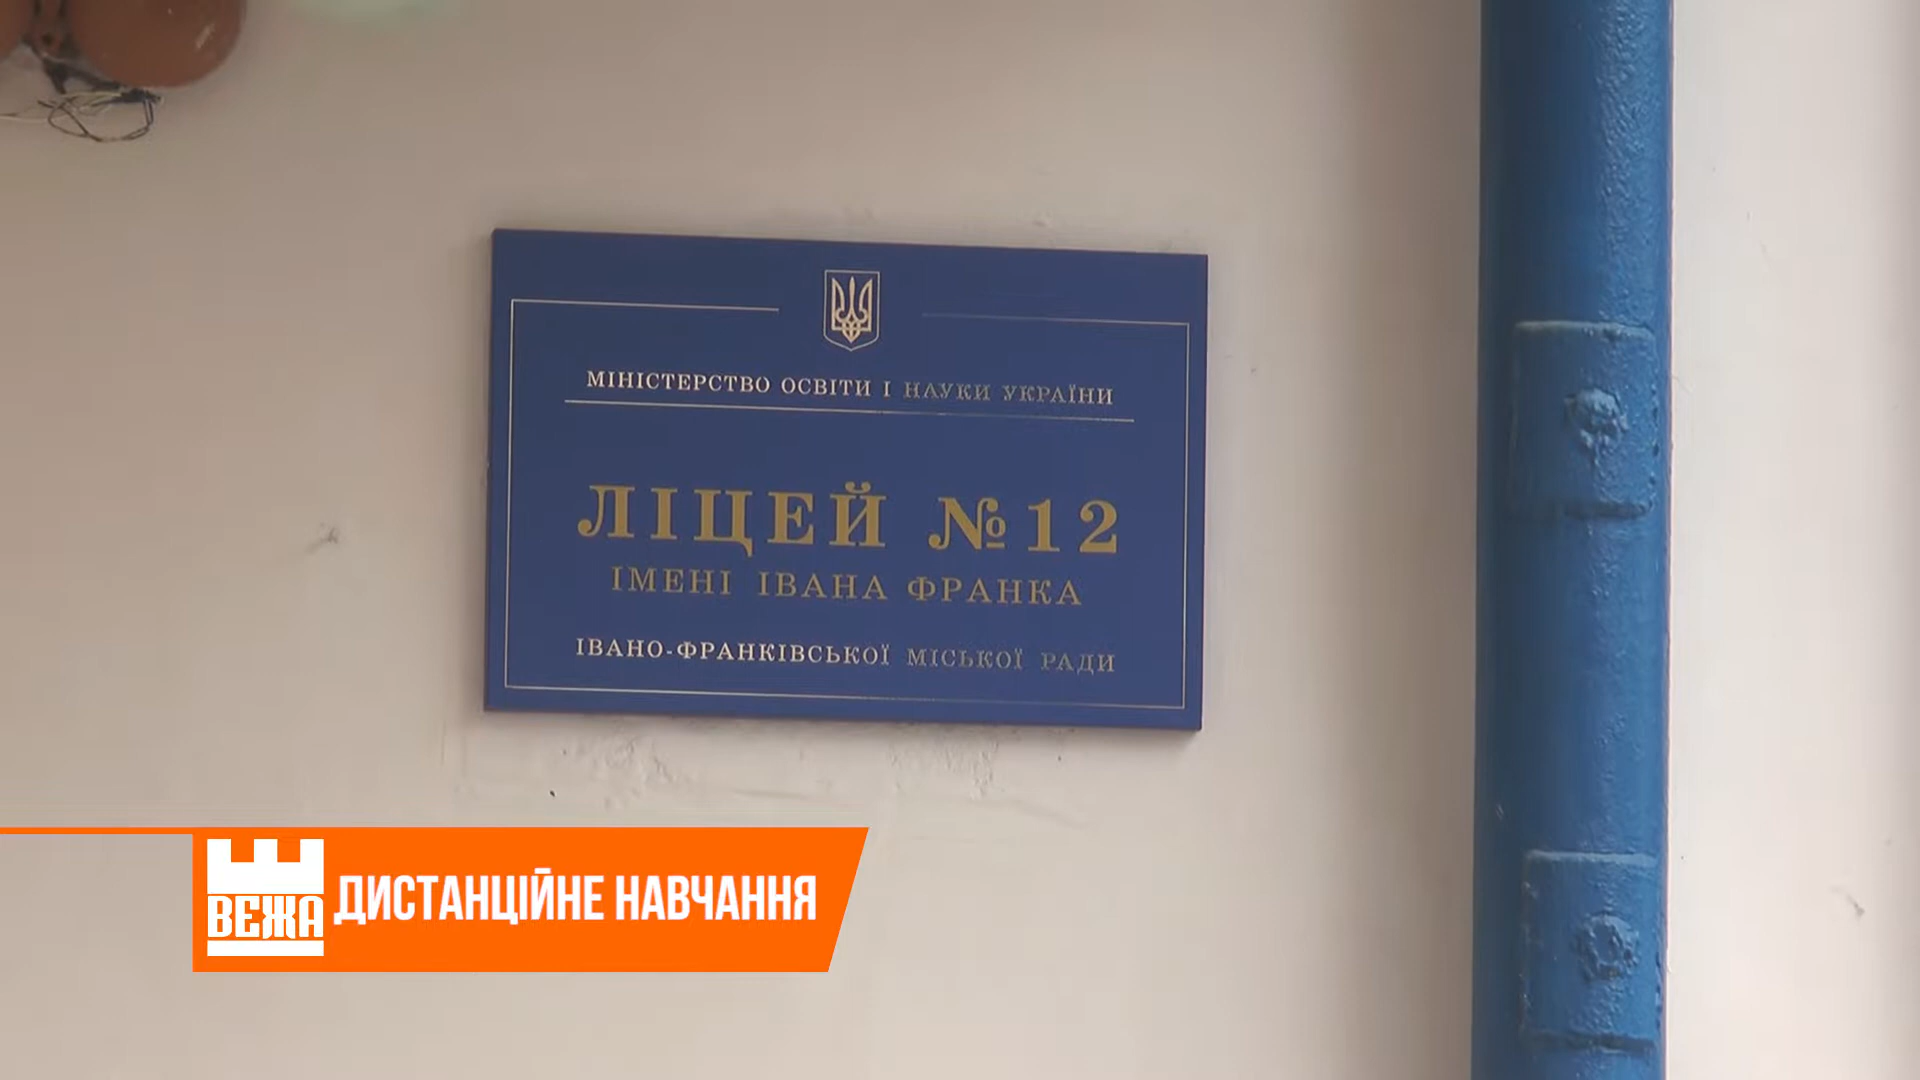 МІНІСТЕРСТВО ОСВІТИ І НАУКИ УКРАЇНИ
ЛІЦЕЙ №12
ІМЕНІ ІВАНА ФРАНКА
ІВАНО-ФРАНКІВСЬКОЇ МІСЬКОЇ РАДИ
ВЕЖА ДИСТАНЦІЙНЕ НАВЧАННЯ